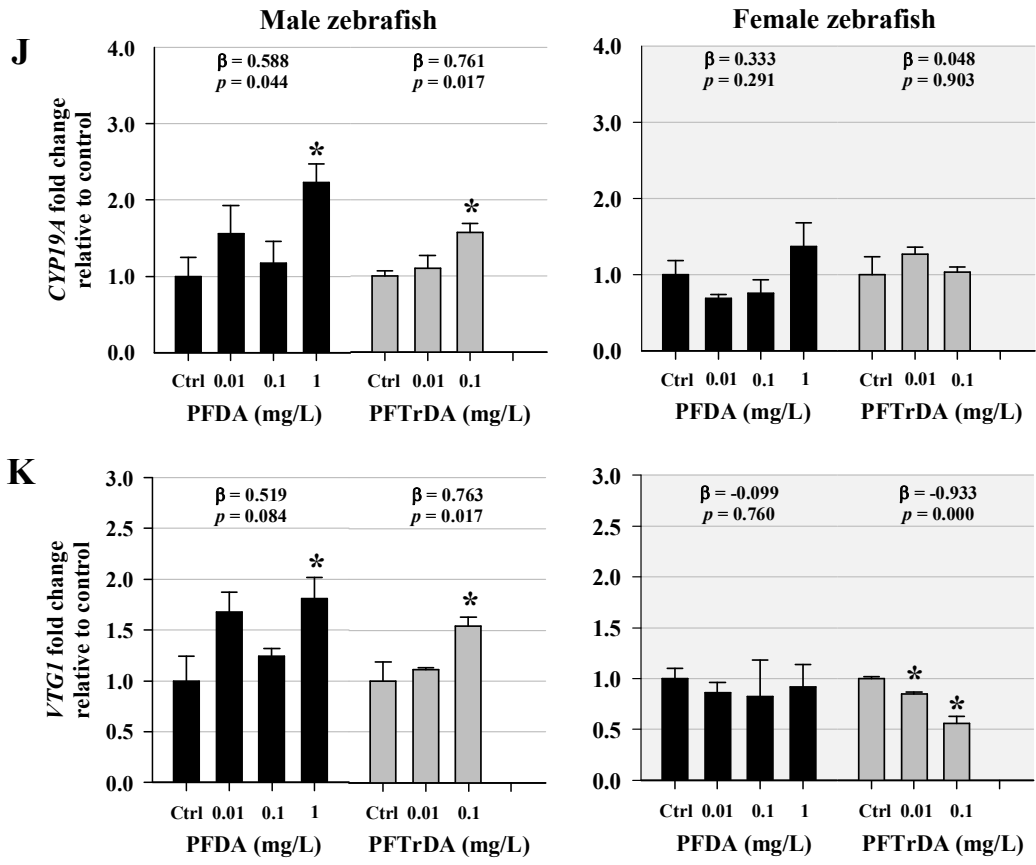 Male zebrafish
Female zebrafish
J
CYP19A fold change
relative to control
4.0
3.0
2.0
1.0
0.0
β = 0.588
p = 0.044
β = 0.761
p = 0.017
*
*
Ctrl 0.01 0.1 1
Ctrl 0.01 0.1
PFDA (mg/L)
PFTrDA (mg/L)
4.0
3.0
2.0
1.0
0.0
β = 0.333
p = 0.291
β = 0.048
p = 0.903
Ctrl 0.01 0.1 1
Ctrl 0.01 0.1
PFDA (mg/L)
PFTrDA (mg/L)
K
VTG1 fold change
relative to control
3.0
2.5
2.0
1.5
1.0
0.5
0.0
β = 0.519
p = 0.084
β = 0.763
p = 0.017
*
*
Ctrl 0.01 0.1 1
Ctrl 0.01 0.1
PFDA (mg/L)
PFTrDA (mg/L)
3.0
2.5
2.0
1.5
1.0
0.5
0.0
β = -0.099
p = 0.760
β = -0.933
p = 0.000
*
*
Ctrl 0.01 0.1 1
Ctrl 0.01 0.1
PFDA (mg/L)
PFTrDA (mg/L)